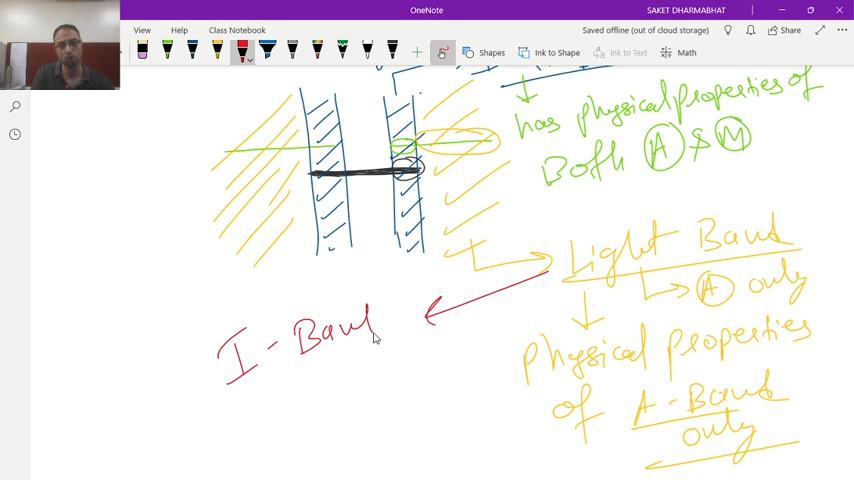 OneNote
SAKET DHARMABHAT
View Help Class Notebook
Saved offline (out of cloud storage)
Share
Shapes
Ink to Shape
Ink to Text
Math
has physical properties of
Both A & M
Light Band
A only
I - Band
Physical properties
of A-Band
only